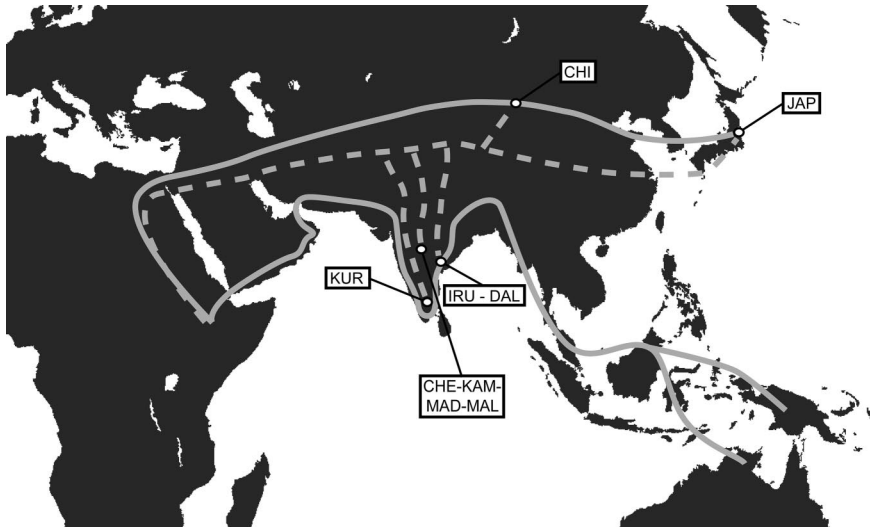 CHI
JAP
KUR
IRU - DAL
CHE-KAM-
MAD-MAL